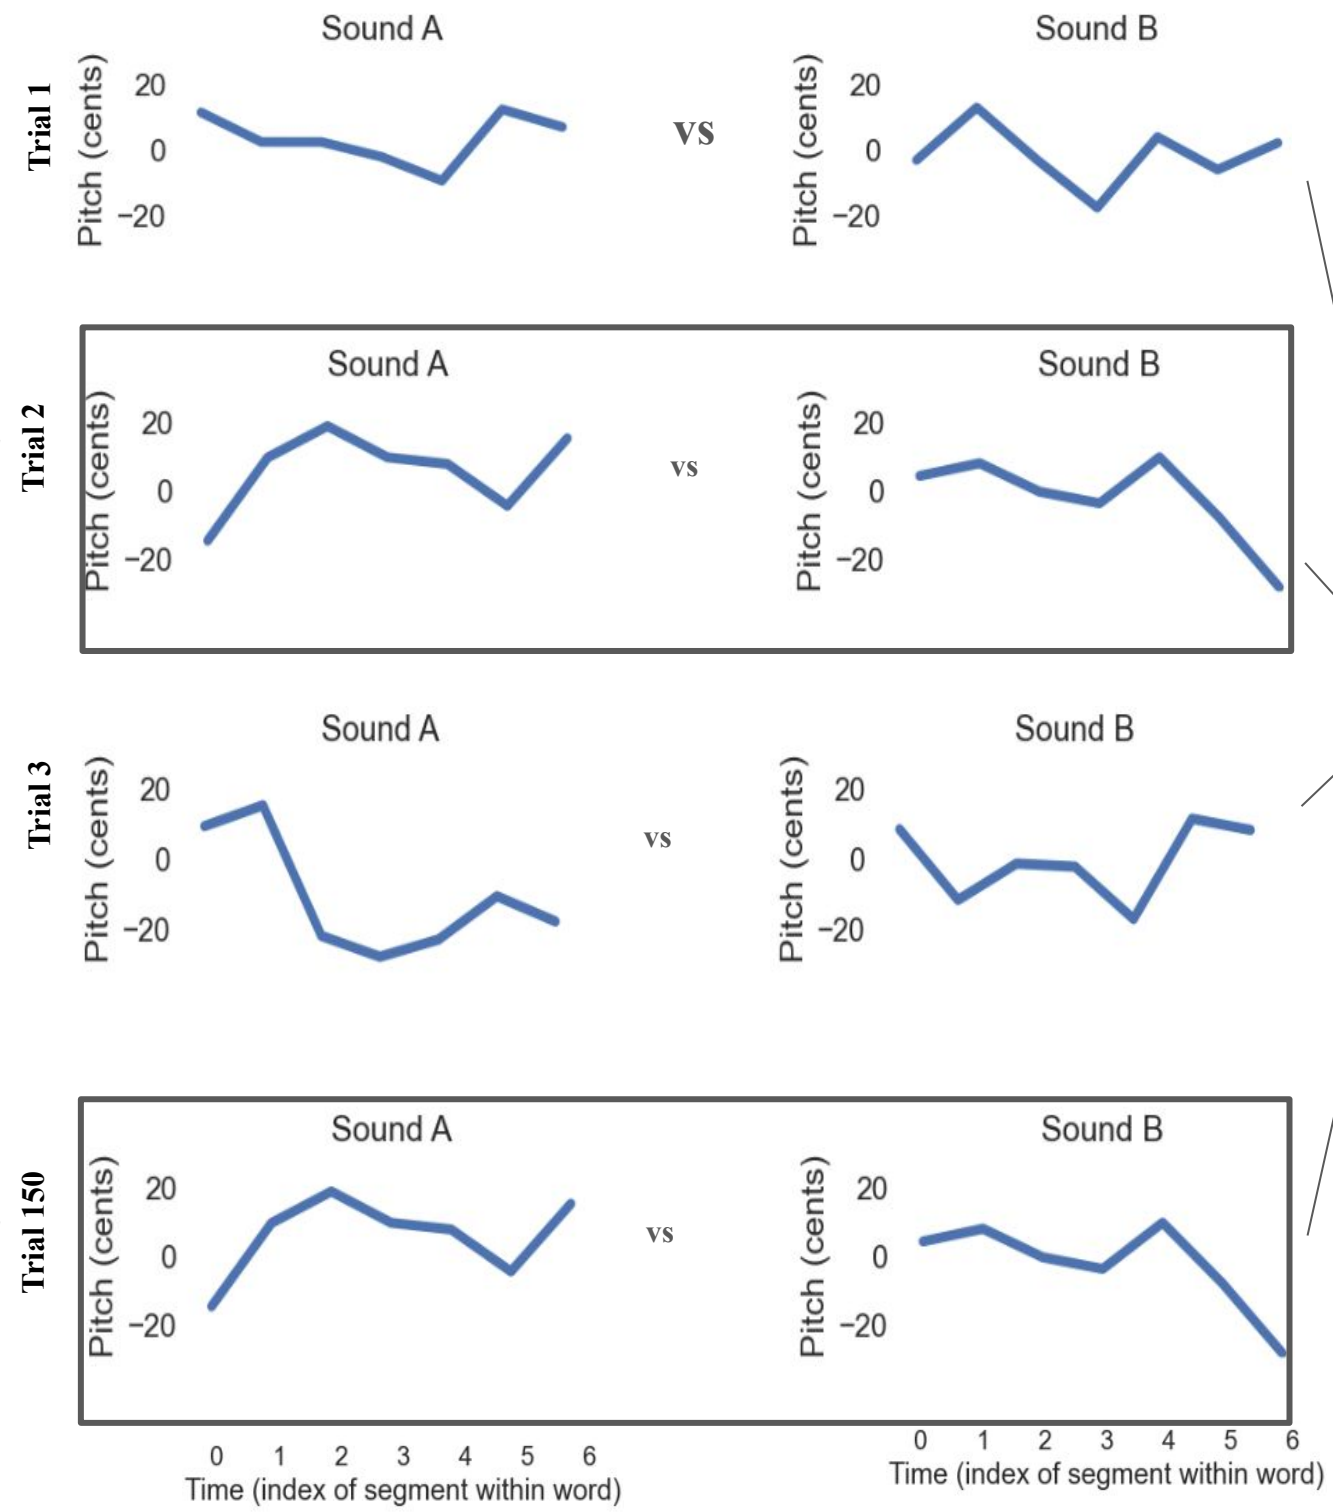 Sound A
Sound B
Trial 1
Pitch (cents)
20
0
−20
vs
Pitch (cents)
20
0
−20
Sound A
Sound B
Trial 2
Pitch (cents)
20
0
−20
vs
Pitch (cents)
20
0
−20
Sound A
Sound B
Trial 3
Pitch (cents)
20
0
−20
vs
Pitch (cents)
20
0
−20
Sound A
Sound B
Trial 150
Pitch (cents)
20
0
−20
vs
Pitch (cents)
20
0
−20
0 1 2 3 4 5 6
Time (index of segment within word)
0 1 2 3 4 5 6
Time (index of segment within word)